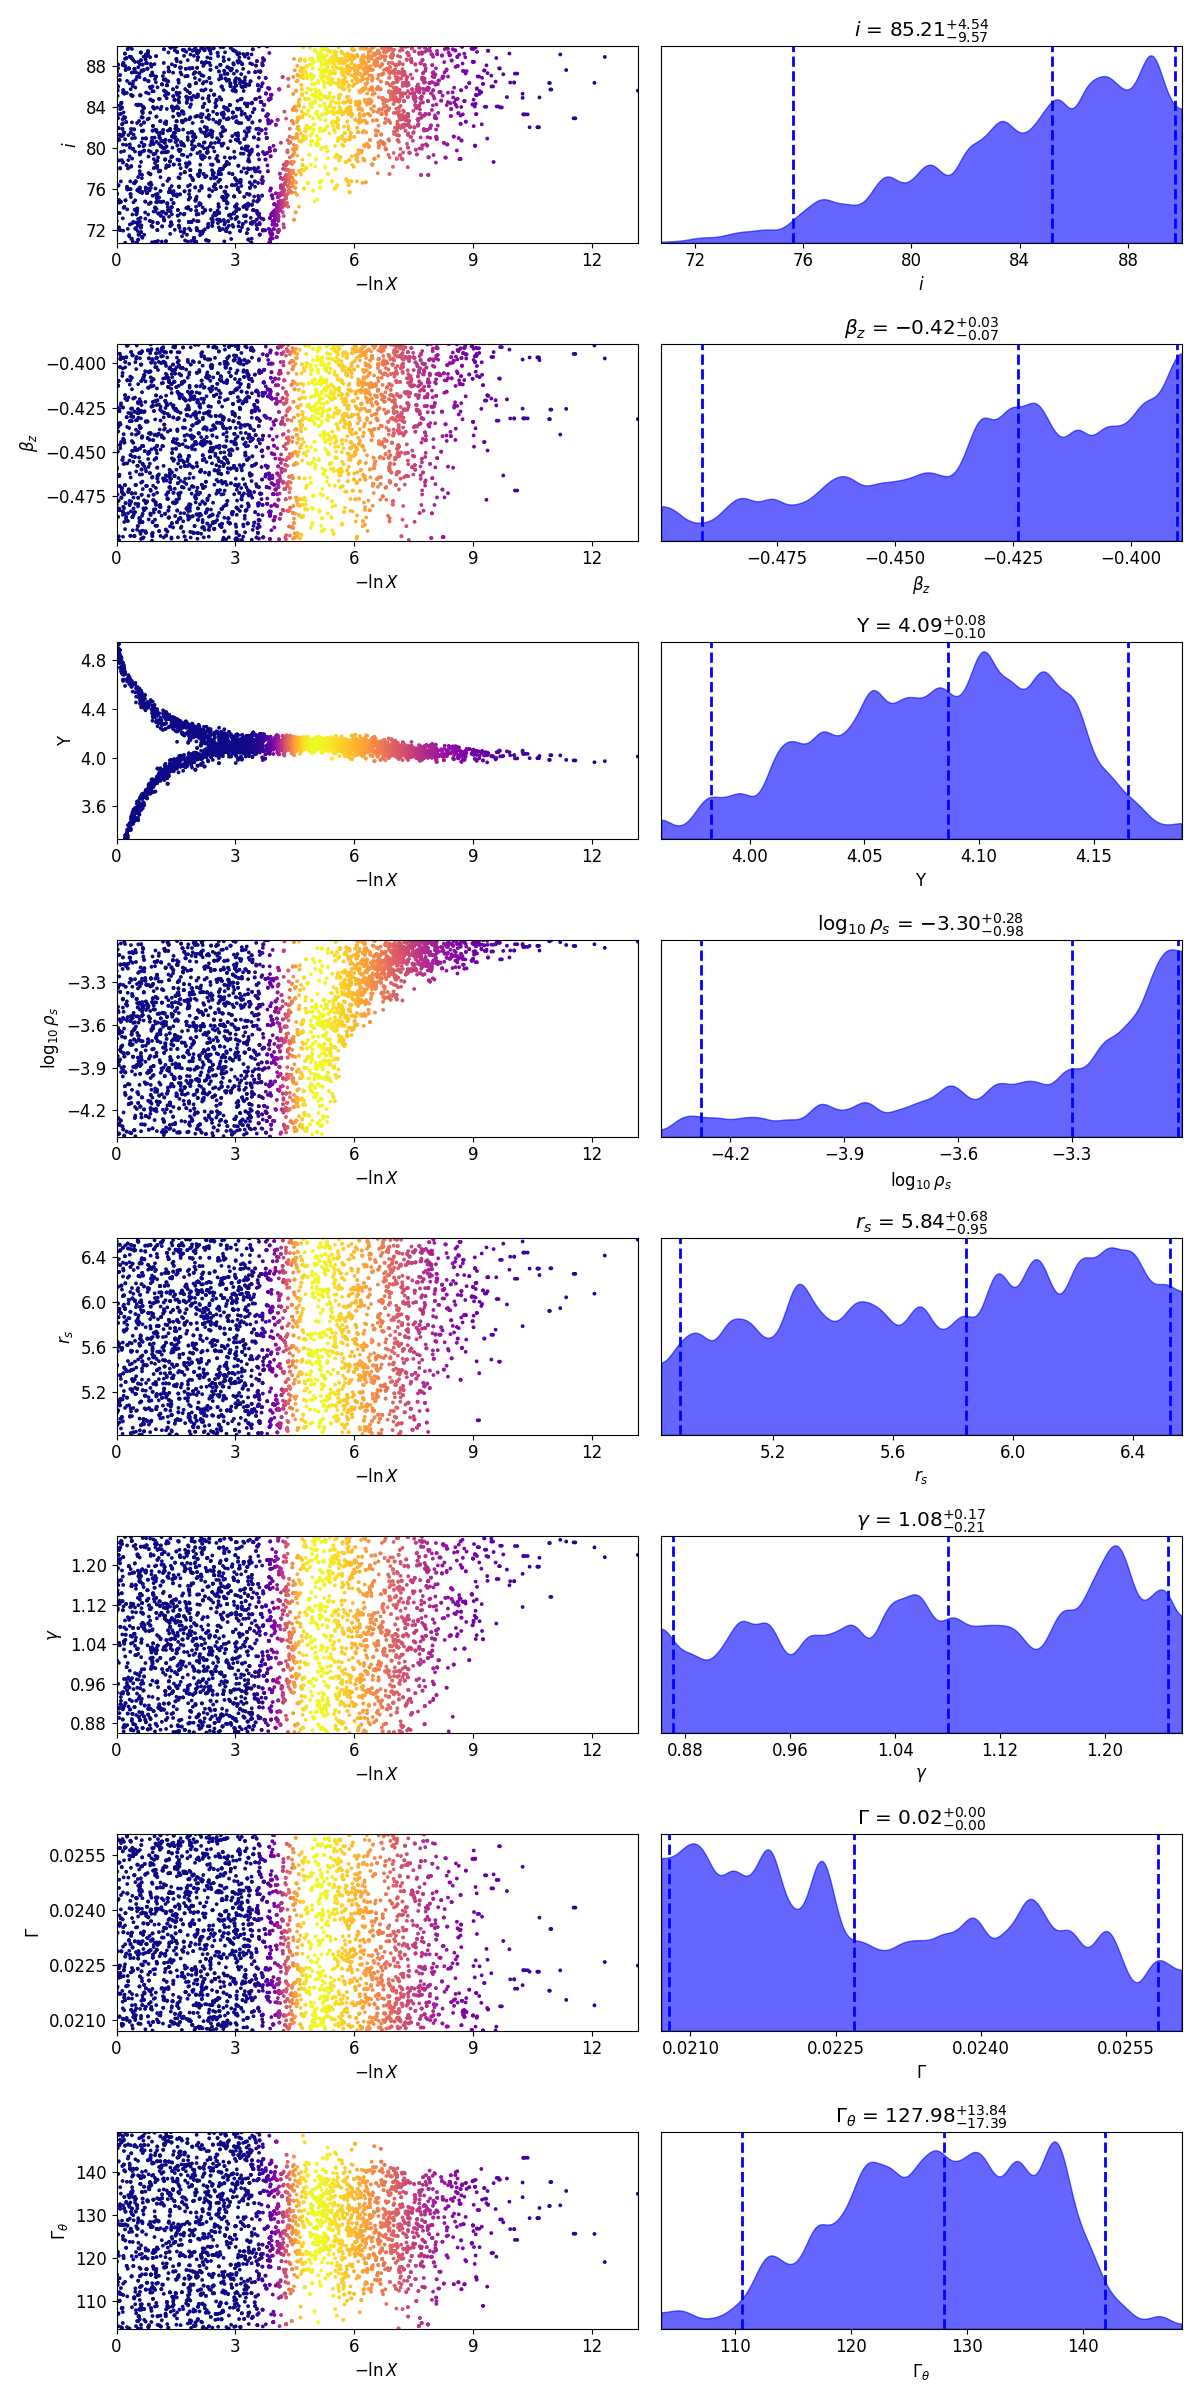 i = 85.21 +4.54 −9.57
88
84
80
76
72
i
0 3 6 9 12
−ln X
72 76 80 84 88
i
β_z = −0.42 +0.03 −0.07
−0.400
−0.425
−0.450
−0.475
β_z
0 3 6 9 12
−ln X
−0.475 −0.450 −0.425 −0.400
β_z
Υ = 4.09 +0.08 −0.10
4.8
4.4
4.0
3.6
Υ
0 3 6 9 12
−ln X
4.00 4.05 4.10 4.15
Υ
log₁₀ ρ_s = −3.30 +0.28 −0.98
−3.3
−3.6
−3.9
−4.2
log₁₀ ρ_s
0 3 6 9 12
−ln X
−4.2 −3.9 −3.6 −3.3
log₁₀ ρ_s
r_s = 5.84 +0.68 −0.95
6.4
6.0
5.6
5.2
r_s
0 3 6 9 12
−ln X
5.2 5.6 6.0 6.4
r_s
γ = 1.08 +0.17 −0.21
1.20
1.12
1.04
0.96
0.88
γ
0 3 6 9 12
−ln X
0.88 0.96 1.04 1.12 1.20
γ
Γ = 0.02 +0.00 −0.00
0.0255
0.0240
0.0225
0.0210
Γ
0 3 6 9 12
−ln X
0.0210 0.0225 0.0240 0.0255
Γ
Γ_θ = 127.98 +13.84 −17.39
140
130
120
110
Γ_θ
0 3 6 9 12
−ln X
110 120 130 140
Γ_θ